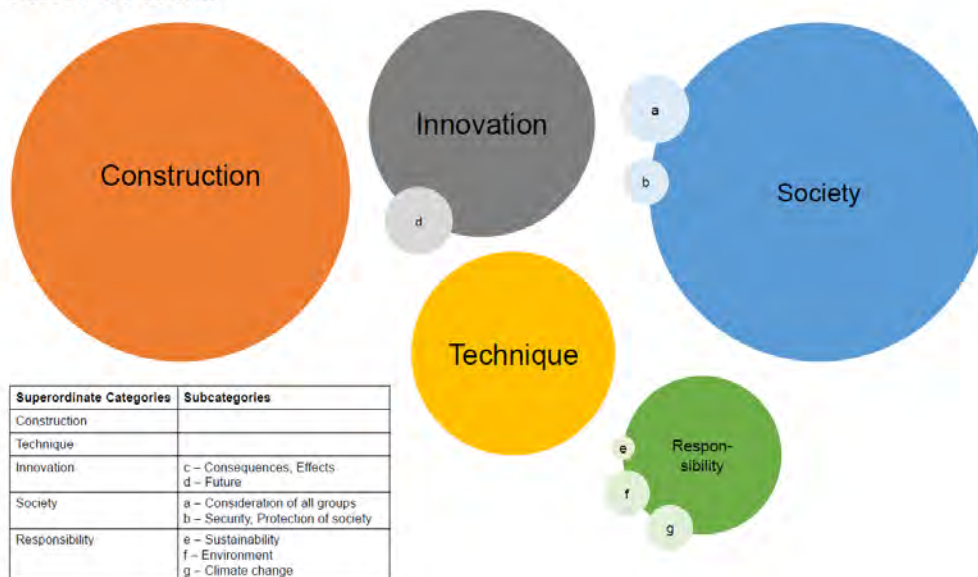 Construction
Innovation
a
b
Society
d
Technique
Respon-
sibility
e
f
g
Superordinate Categories Subcategories
Construction
Technique
Innovation c – Consequences, Effects
d – Future
Society a – Consideration of all groups
b – Security, Protection of society
Responsibility e – Sustainability
f – Environment
g – Climate change